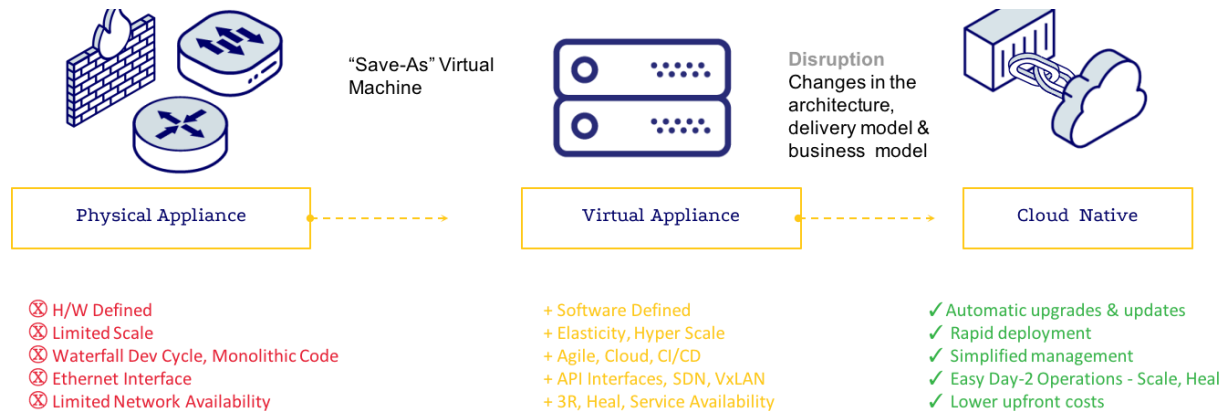 “Save-As” Virtual
Machine
Disruption
Changes in the
architecture,
delivery model &
business model
Physical Appliance
Virtual Appliance
Cloud Native
Ⓧ H/W Defined
Ⓧ Limited Scale
Ⓧ Waterfall Dev Cycle, Monolithic Code
Ⓧ Ethernet Interface
Ⓧ Limited Network Availability
+ Software Defined
+ Elasticity, Hyper Scale
+ Agile, Cloud, CI/CD
+ API Interfaces, SDN, VxLAN
+ 3R, Heal, Service Availability
✓ Automatic upgrades & updates
✓ Rapid deployment
✓ Simplified management
✓ Easy Day-2 Operations - Scale, Heal
✓ Lower upfront costs